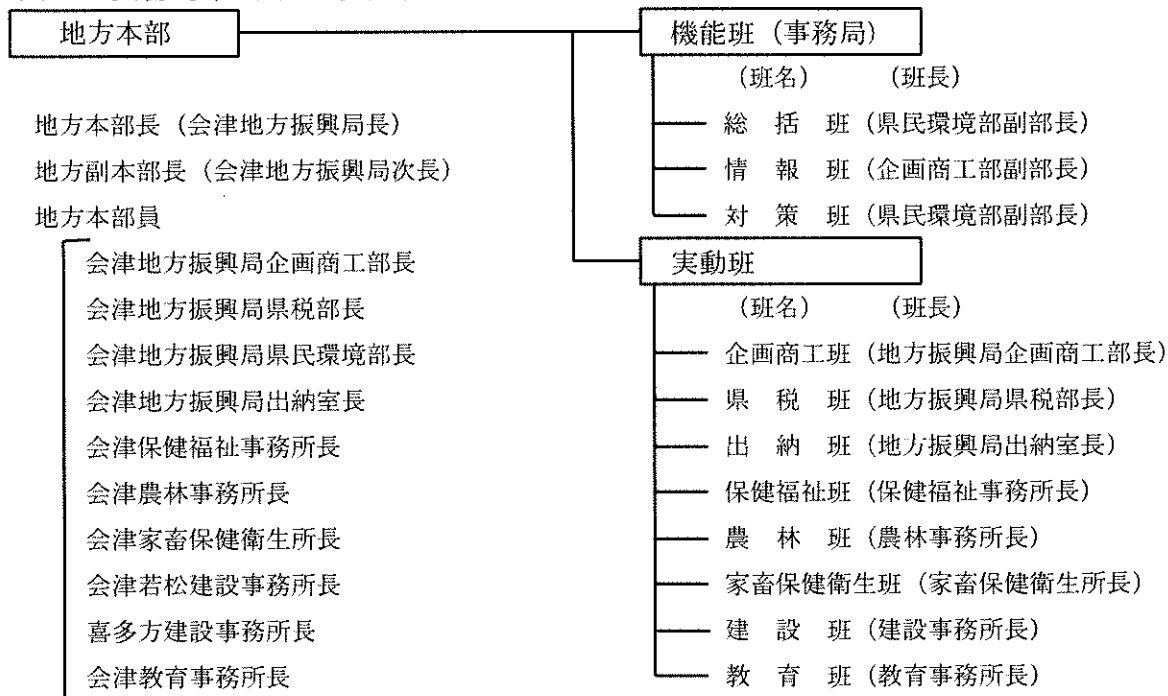 地方本部
地方本部長（会津地方振興局長）
地方副本部長（会津地方振興局次長）
地方本部員
会津地方振興局企画商工部長
会津地方振興局県税部長
会津地方振興局県民環境部長
会津地方振興局出納室長
会津保健福祉事務所長
会津農林事務所長
会津家畜保健衛生所長
会津若松建設事務所長
喜多方建設事務所長
会津教育事務所長
機能班（事務局）
（班名）　（班長）
総　括　班（県民環境部副部長）
情　報　班（企画商工部副部長）
対　策　班（県民環境部副部長）
実動班
（班名）　（班長）
企画商工班（地方振興局企画商工部長）
県　税　班（地方振興局県税部長）
出　納　班（地方振興局出納室長）
保健福祉班（保健福祉事務所長）
農　林　班（農林事務所長）
家畜保健衛生班（家畜保健衛生所長）
建　設　班（建設事務所長）
教　育　班（教育事務所長）